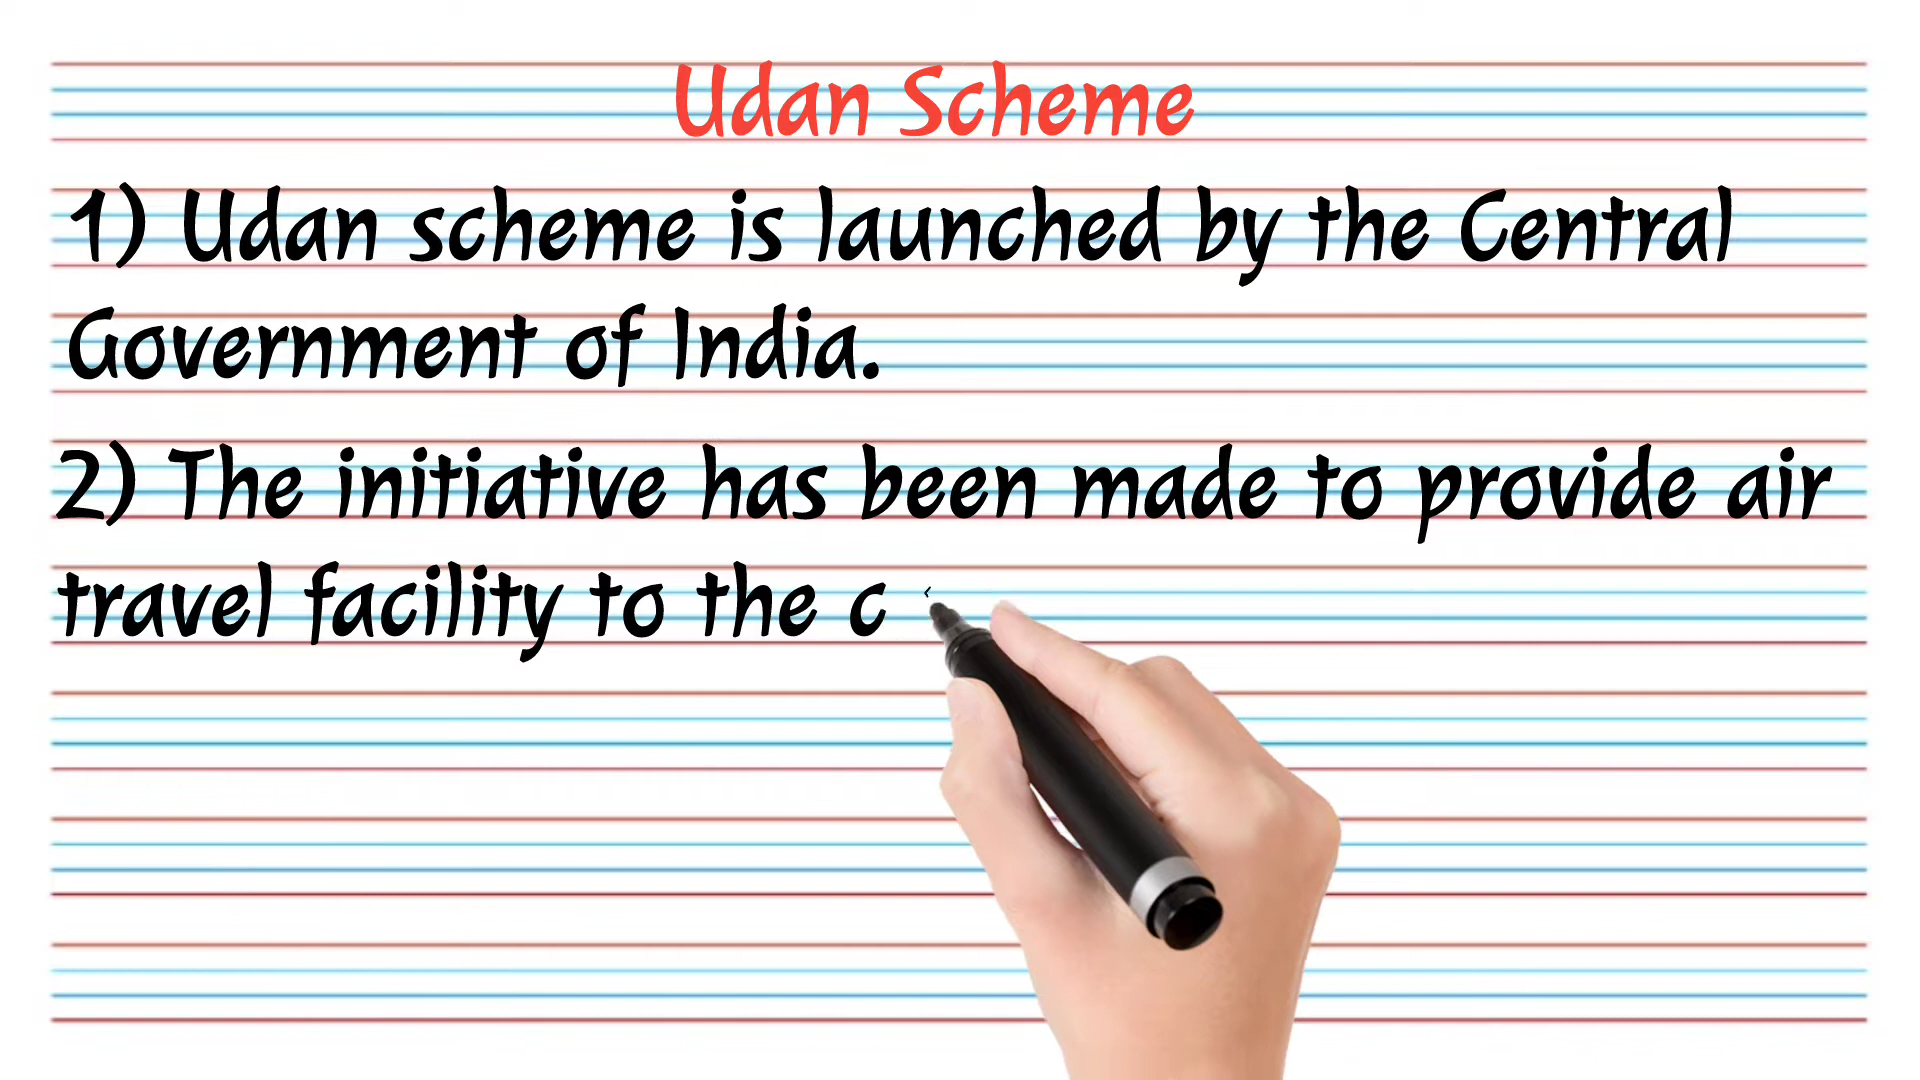 Udan Scheme
1) Udan scheme is launched by the Central
Government of India.
2) The initiative has been made to provide air
travel facility to the c